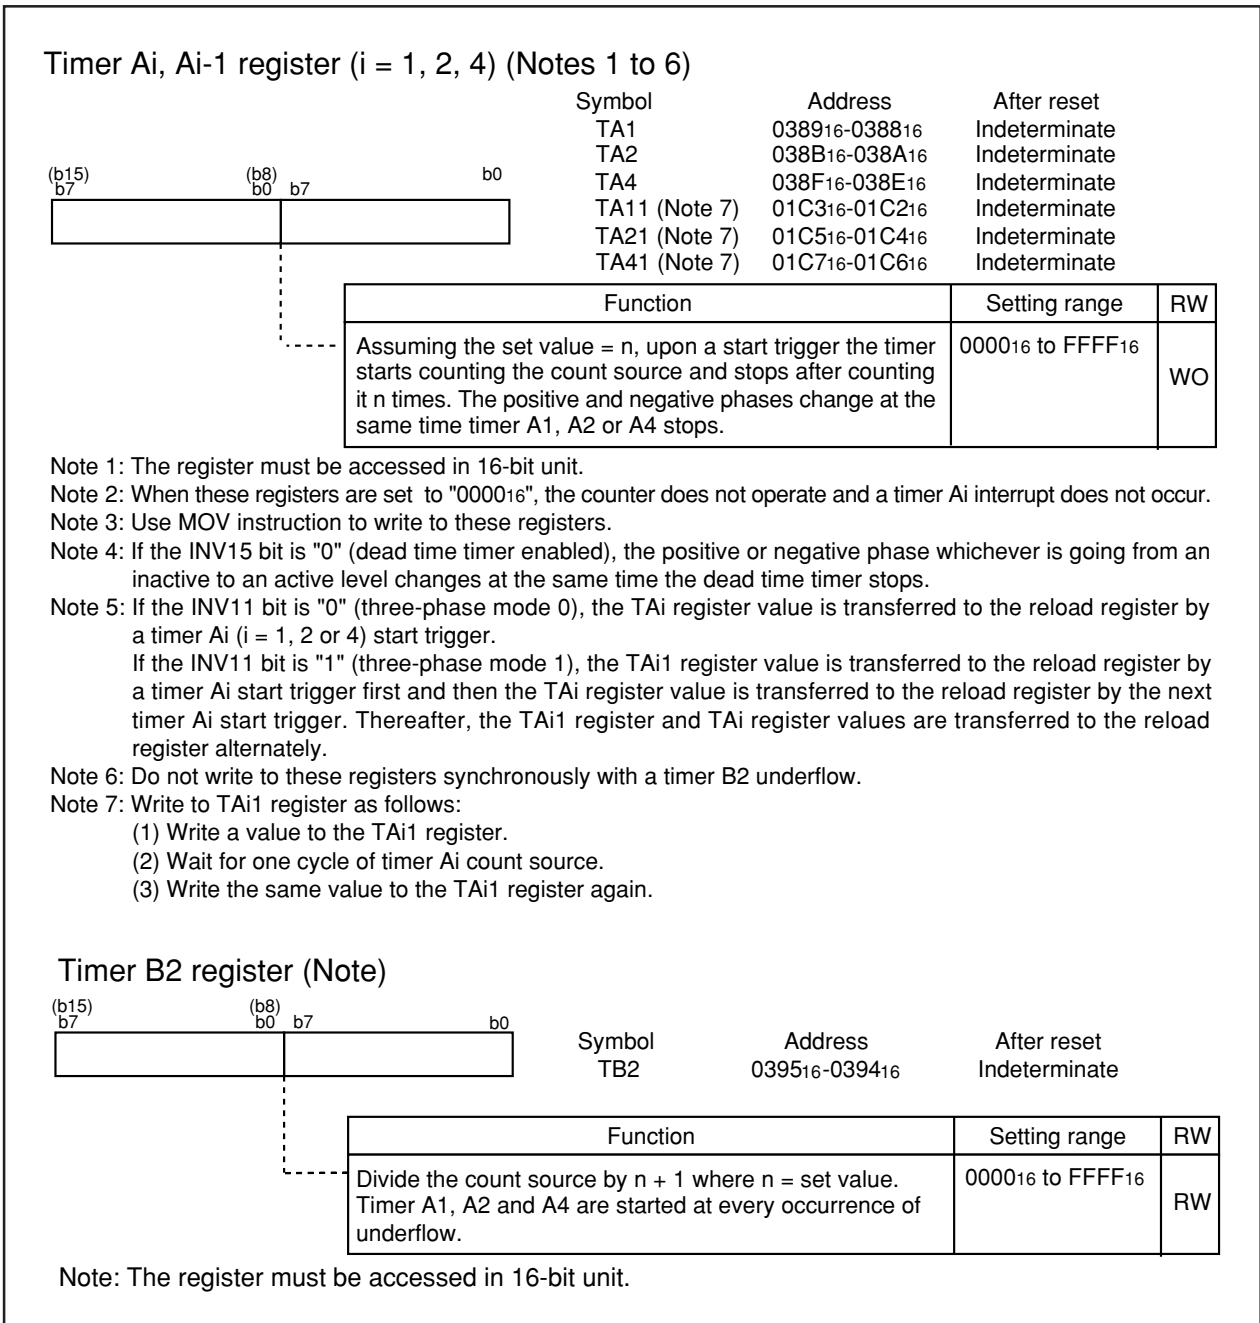 Timer Ai, Ai-1 register (i = 1, 2, 4) (Notes 1 to 6)
Symbol Address After reset
TA1 038916-038816 Indeterminate
TA2 038B16-038A16 Indeterminate
TA4 038F16-038E16 Indeterminate
TA11 (Note 7) 01C316-01C216 Indeterminate
TA21 (Note 7) 01C516-01C416 Indeterminate
TA41 (Note 7) 01C716-01C616 Indeterminate
(b15) (b8)
b7 b0 b7 b0
Function Setting range RW
Assuming the set value = n, upon a start trigger the timer 000016 to FFFF16
starts counting the count source and stops after counting WO
it n times. The positive and negative phases change at the
same time timer A1, A2 or A4 stops.
Note 1: The register must be accessed in 16-bit unit.
Note 2: When these registers are set to "000016", the counter does not operate and a timer Ai interrupt does not occur.
Note 3: Use MOV instruction to write to these registers.
Note 4: If the INV15 bit is "0" (dead time timer enabled), the positive or negative phase whichever is going from an
inactive to an active level changes at the same time the dead time timer stops.
Note 5: If the INV11 bit is "0" (three-phase mode 0), the TAi register value is transferred to the reload register by
a timer Ai (i = 1, 2 or 4) start trigger.
If the INV11 bit is "1" (three-phase mode 1), the TAi1 register value is transferred to the reload register by
a timer Ai start trigger first and then the TAi register value is transferred to the reload register by the next
timer Ai start trigger. Thereafter, the TAi1 register and TAi register values are transferred to the reload
register alternately.
Note 6: Do not write to these registers synchronously with a timer B2 underflow.
Note 7: Write to TAi1 register as follows:
(1) Write a value to the TAi1 register.
(2) Wait for one cycle of timer Ai count source.
(3) Write the same value to the TAi1 register again.
Timer B2 register (Note)
(b15) (b8)
b7 b0 b7 b0
Symbol Address After reset
TB2 039516-039416 Indeterminate
Function Setting range RW
Divide the count source by n + 1 where n = set value. 000016 to FFFF16
Timer A1, A2 and A4 are started at every occurrence of RW
underflow.
Note: The register must be accessed in 16-bit unit.